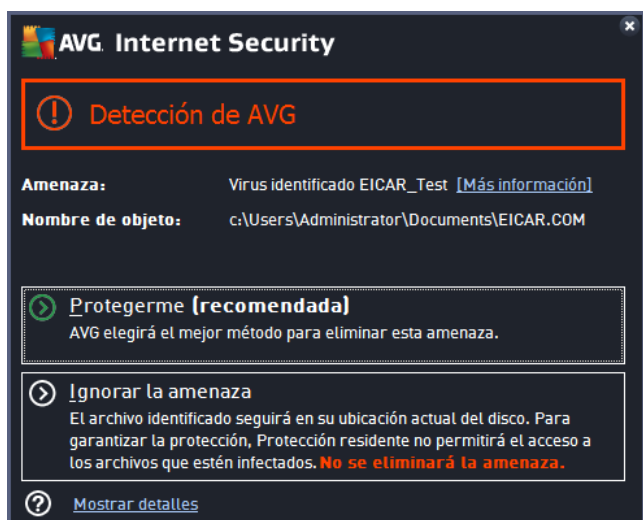 AVG. Internet Security
Detección de AVG
Amenaza: Virus identificado EICAR_Test [Más información]
Nombre de objeto: c:\Users\Administrator\Documents\EICAR.COM
Protegerme (recomendada)
AVG elegirá el mejor método para eliminar esta amenaza.
Ignorar la amenaza
El archivo identificado seguirá en su ubicación actual del disco. Para
garantizar la protección, Protección residente no permitirá el acceso a
los archivos que estén infectados. No se eliminará la amenaza.
Mostrar detalles